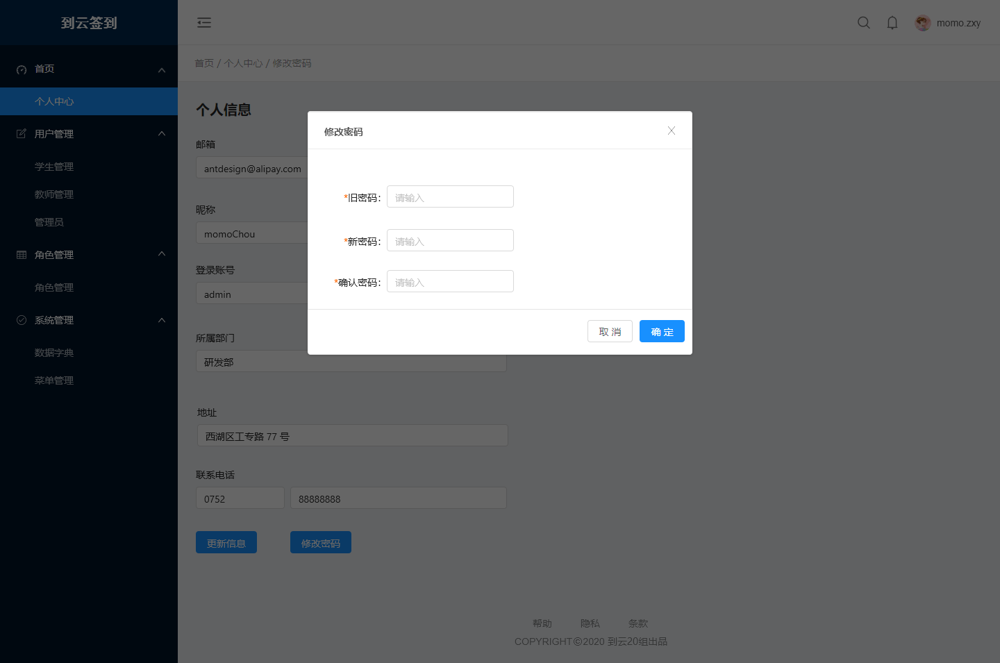 到云签到
momo.zxy
首页
个人中心
用户管理
学生管理
教师管理
管理员
角色管理
角色管理
系统管理
数据字典
菜单管理
首页 / 个人中心 / 修改密码
个人信息
邮箱
antdesign@alipay.com
昵称
momoChou
登录账号
admin
所属部门
研发部
地址
西湖区工专路 77 号
联系电话
0752 88888888
更新信息 修改密码
修改密码
*旧密码： 请输入
*新密码： 请输入
*确认密码： 请输入
取 消 确 定
帮助 隐私 条款
COPYRIGHT©2020 到云20组出品